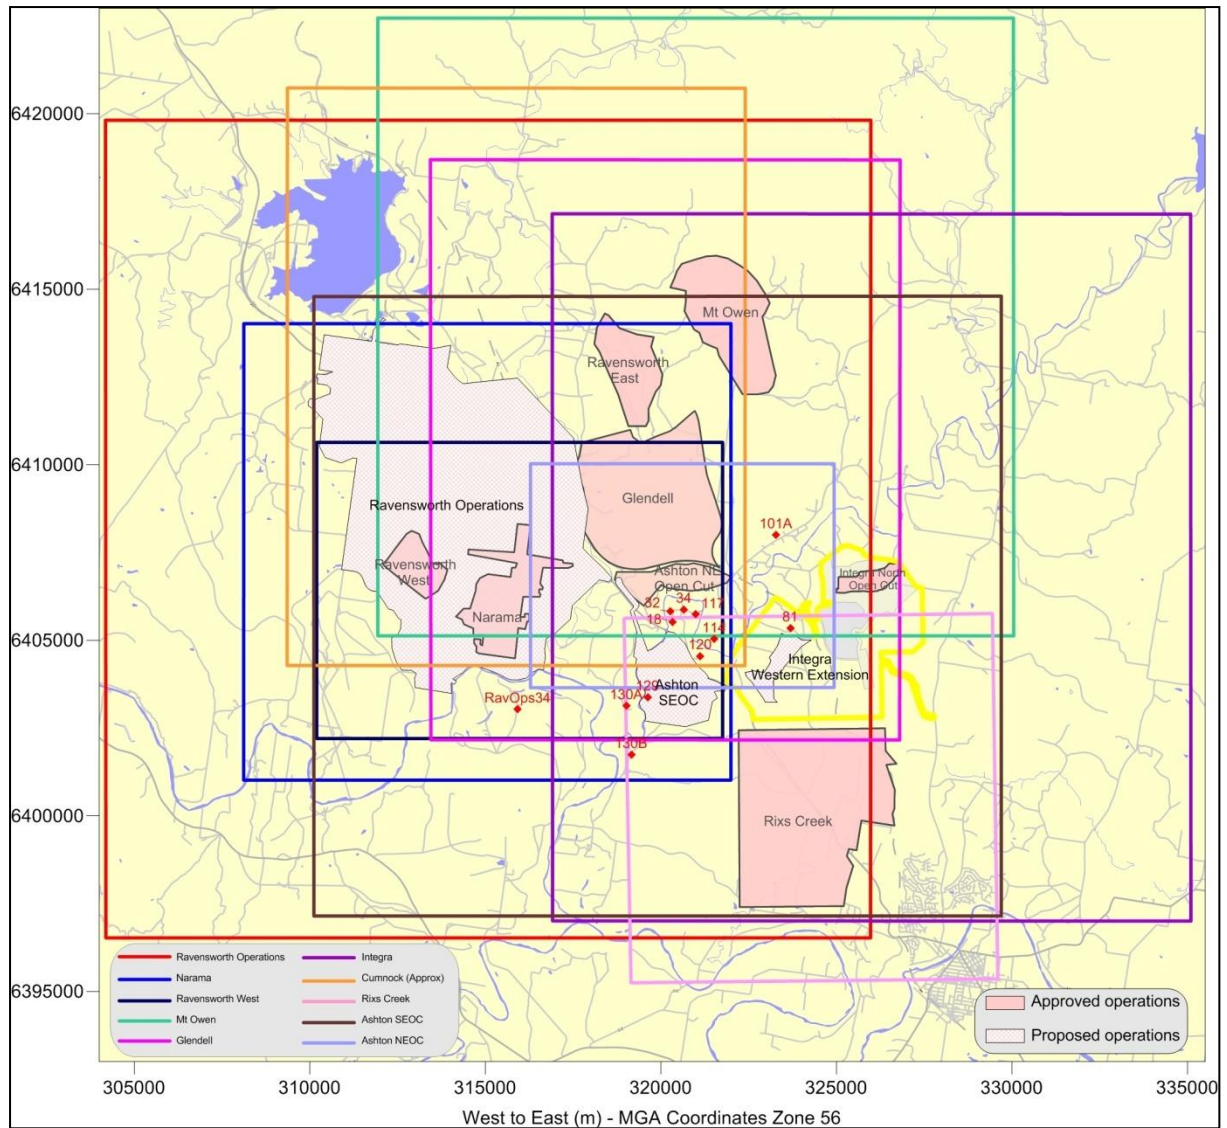 6420000
6415000
6410000
6405000
6400000
6395000
Mt Owen
Ravensworth
East
Glendell
Ravensworth Operations
Ravensworth
West
Narama
101A
Ashton NE
Open Cut
Integra North
Open Cut
32
34
117
18
114
81
120
Integra
Western Extension
129
Ashton
SEOC
130A
RavOps34
130B
Rixs Creek
Ravensworth Operations
Narama
Ravensworth West
Mt Owen
Glendell
Integra
Cumnock (Approx)
Rixs Creek
Ashton SEOC
Ashton NEOC
Approved operations
Proposed operations
305000
310000
315000
320000
325000
330000
335000
West to East (m) - MGA Coordinates Zone 56